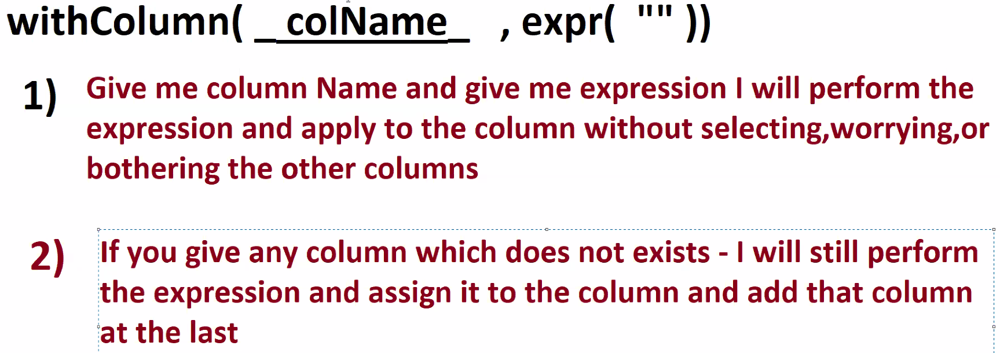 withColumn( _ colName_ , expr( "" ))
1) Give me column Name and give me expression I will perform the
expression and apply to the column without selecting,worrying,or
bothering the other columns
2) If you give any column which does not exists - I will still perform
the expression and assign it to the column and add that column
at the last